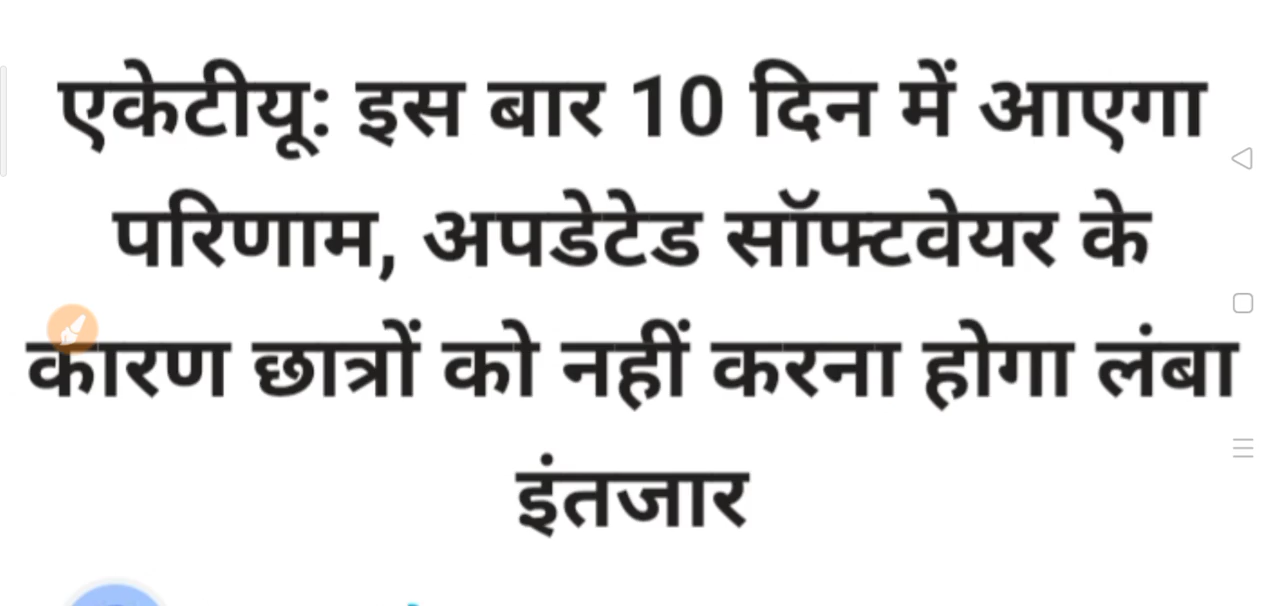 एकेटीयू: इस बार 10 दिन में आएगा
परिणाम, अपडेटेड सॉफ्टवेयर के
कारण छात्रों को नहीं करना होगा लंबा
इंतजार